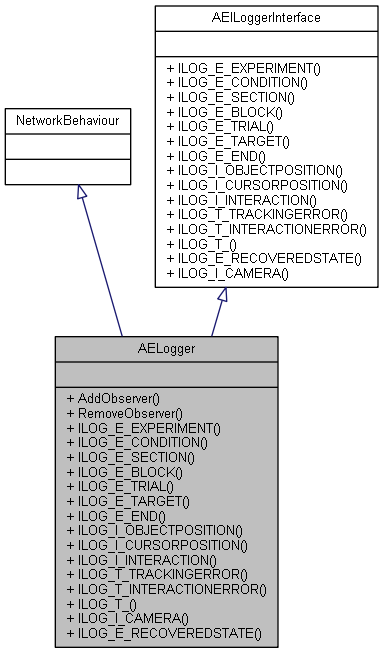 AEILoggerInterface
+ ILOG_E_EXPERIMENT()
+ ILOG_E_CONDITION()
+ ILOG_E_SECTION()
+ ILOG_E_BLOCK()
+ ILOG_E_TRIAL()
+ ILOG_E_TARGET()
+ ILOG_E_END()
+ ILOG_I_OBJECTPOSITION()
+ ILOG_I_CURSORPOSITION()
+ ILOG_I_INTERACTION()
+ ILOG_T_TRACKINGERROR()
+ ILOG_T_INTERACTIONERROR()
+ ILOG_T_()
+ ILOG_E_RECOVEREDSTATE()
+ ILOG_I_CAMERA()
NetworkBehaviour
AELogger
+ AddObserver()
+ RemoveObserver()
+ ILOG_E_EXPERIMENT()
+ ILOG_E_CONDITION()
+ ILOG_E_SECTION()
+ ILOG_E_BLOCK()
+ ILOG_E_TRIAL()
+ ILOG_E_TARGET()
+ ILOG_E_END()
+ ILOG_I_OBJECTPOSITION()
+ ILOG_I_CURSORPOSITION()
+ ILOG_I_INTERACTION()
+ ILOG_T_TRACKINGERROR()
+ ILOG_T_INTERACTIONERROR()
+ ILOG_T_()
+ ILOG_I_CAMERA()
+ ILOG_E_RECOVEREDSTATE()